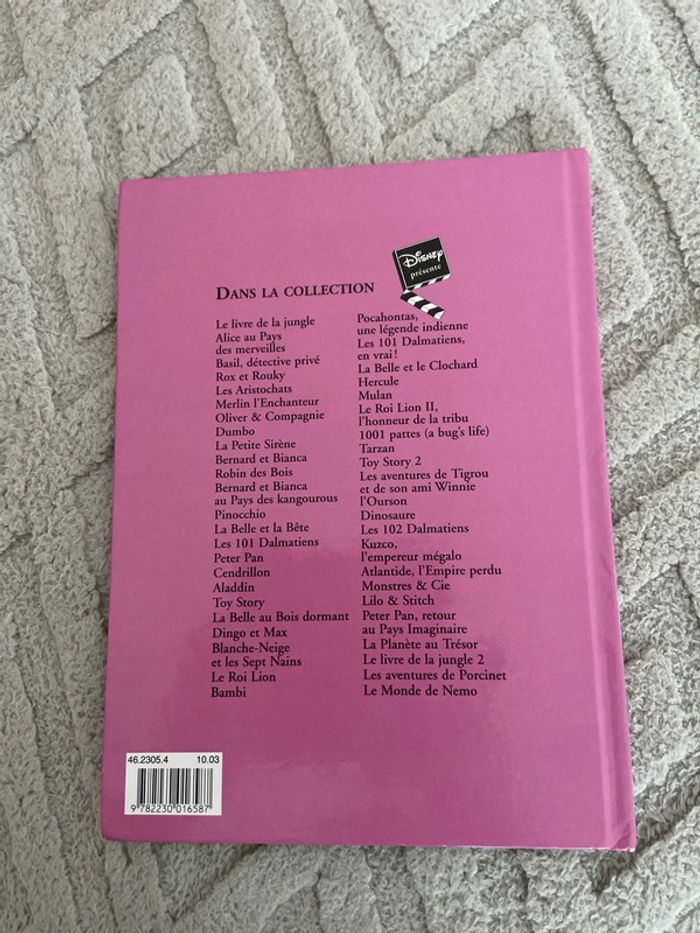 Disney
présente
DANS LA COLLECTION
Le livre de la jungle
Alice au Pays
des merveilles
Basil, détective privé
Rox et Rouky
Les Aristochats
Merlin l'Enchanteur
Oliver & Compagnie
Dumbo
La Petite Sirène
Bernard et Bianca
Robin des Bois
Bernard et Bianca
au Pays des kangourous
Pinocchio
La Belle et la Bête
Les 101 Dalmatiens
Peter Pan
Cendrillon
Aladdin
Toy Story
La Belle au Bois dormant
Dingo et Max
Blanche-Neige
et les Sept Nains
Le Roi Lion
Bambi
Pocahontas,
une légende indienne
Les 101 Dalmatiens,
en vrai !
La Belle et le Clochard
Hercule
Mulan
Le Roi Lion II,
l'honneur de la tribu
1001 pattes (a bug's life)
Tarzan
Toy Story 2
Les aventures de Tigrou
et de son ami Winnie
l'Ourson
Dinosaure
Les 102 Dalmatiens
Kuzco,
l'empereur mégalo
Atlantide, l'Empire perdu
Monstres & Cie
Lilo & Stitch
Peter Pan, retour
au Pays Imaginaire
La Planète au Trésor
Le livre de la jungle 2
Les aventures de Porcinet
Le Monde de Nemo
46.2305.4 10.03
9 782230 016587